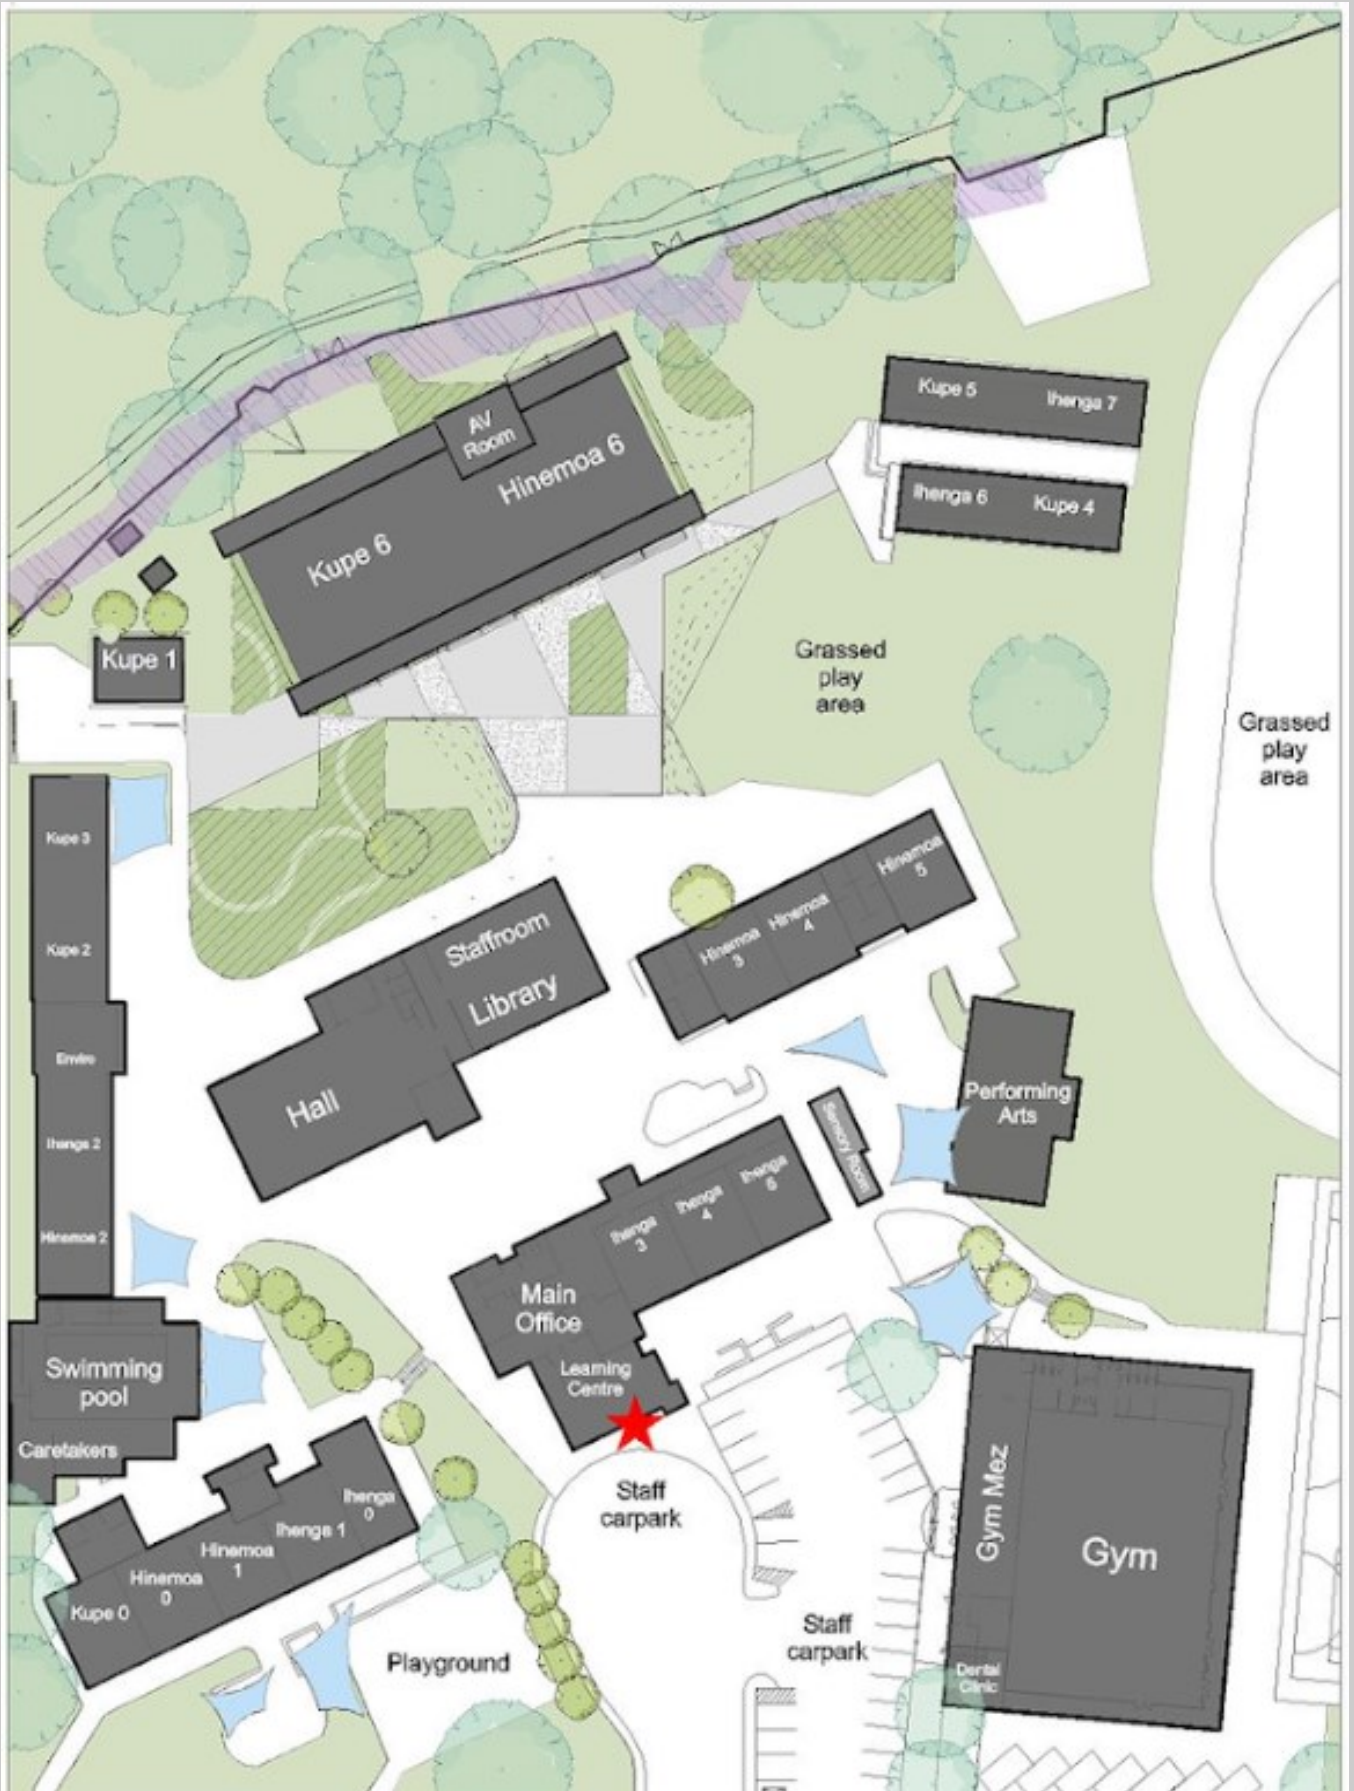 Kupe 5
Ihenga 7
AV
Room
Hinemoa 6
Kupe 6
Ihenga 6
Kupe 4
Kupe 1
Grassed
play
area
Grassed
play
area
Kupe 3
Kupe 2
Enviro
Ihenga 2
Hinemoa 2
Staffroom
Library
Hall
Hinemoa
3
Hinemoa
4
Hinemoa
5
Performing
Arts
Sensory Room
Ihenga
3
Ihenga
4
Ihenga
5
Main
Office
Learning
Centre
Swimming
pool
Caretakers
Kupe 0
Hinemoa
0
Hinemoa
1
Ihenga 1
Ihenga
0
Staff
carpark
Staff
carpark
Playground
Gym Mez
Gym
Dental
Clinic